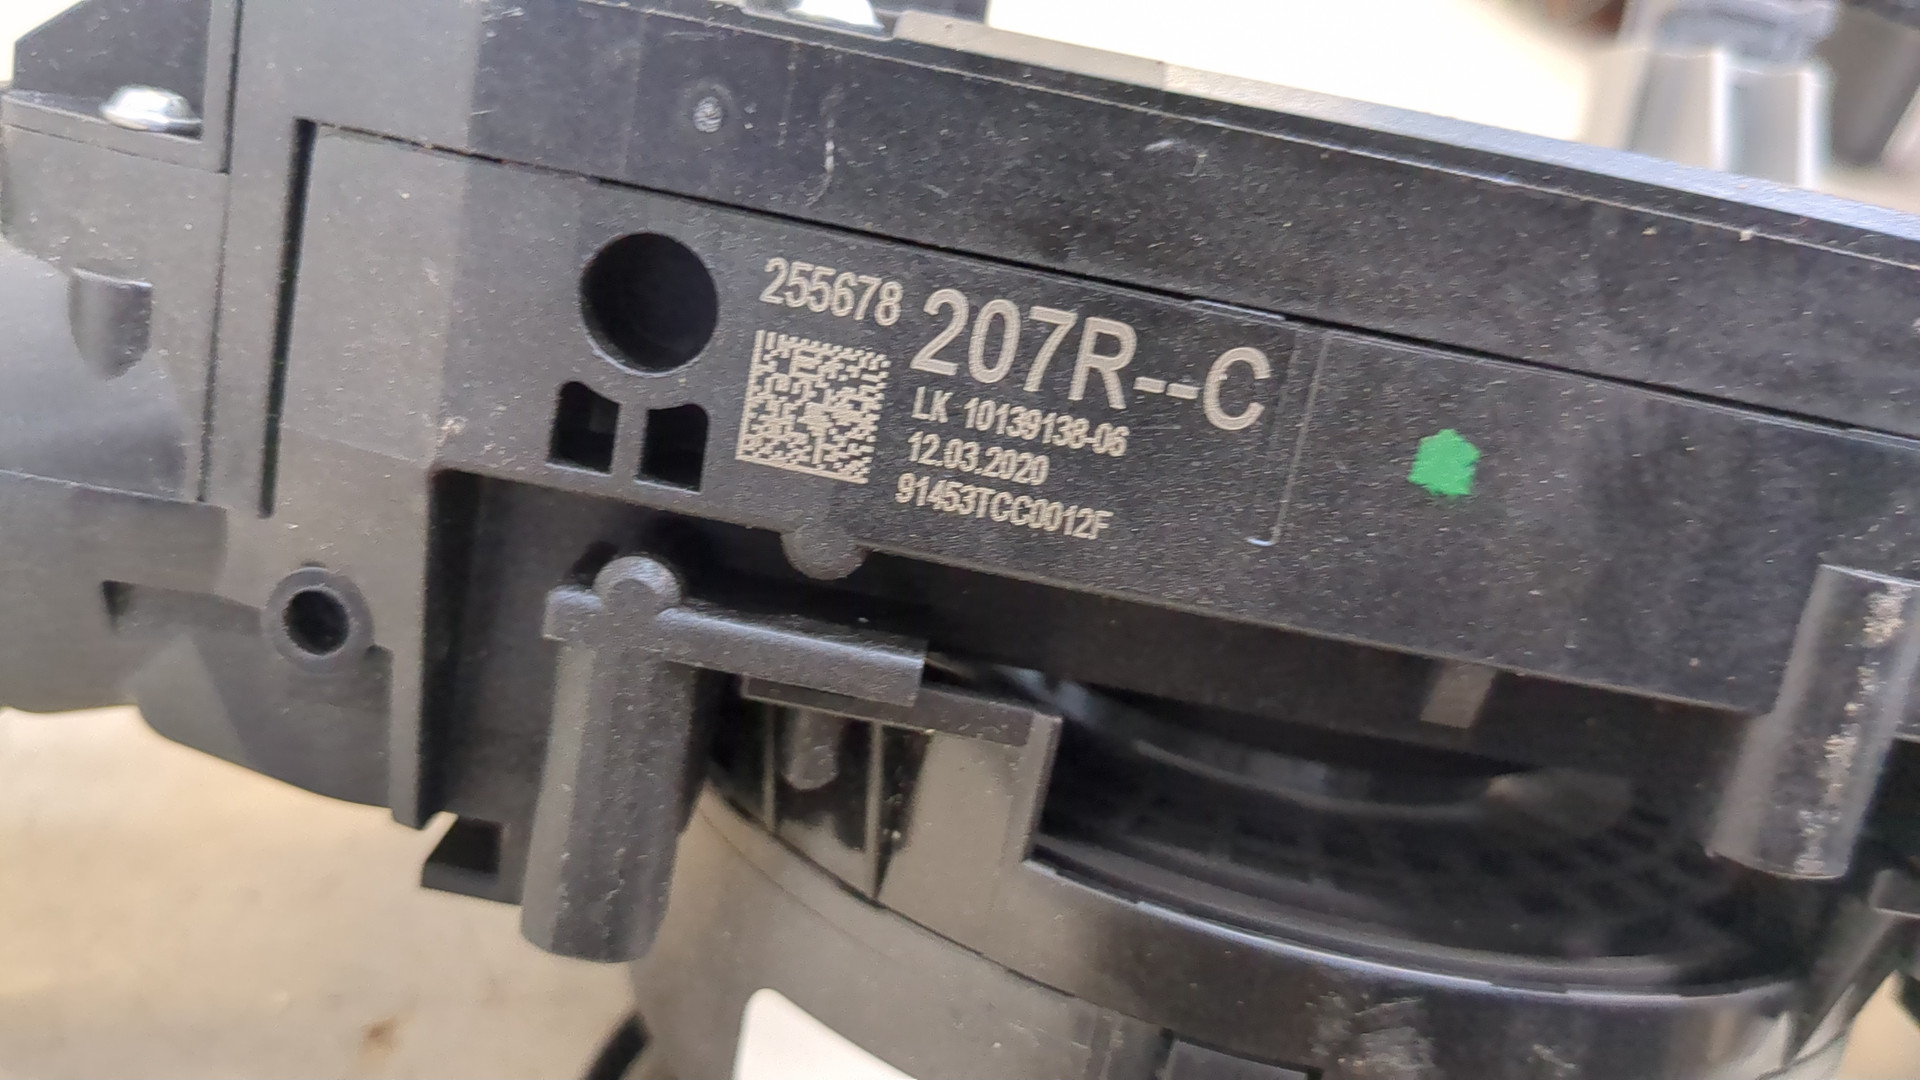 255678 207R--C
LK 10139138-06
12.03.2020
91453TCC0012F